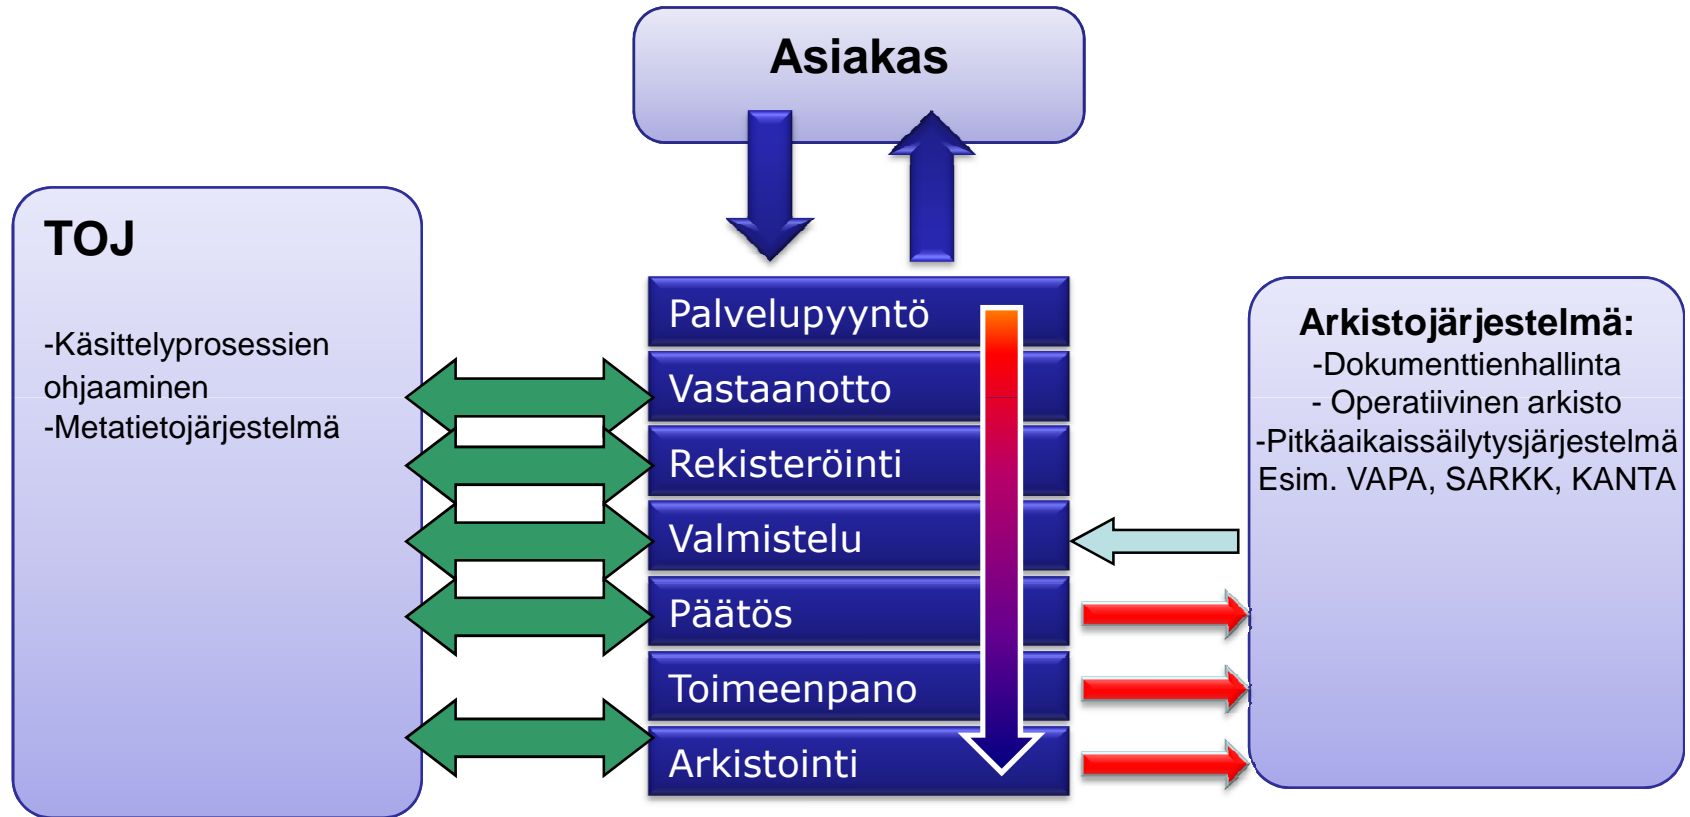 Asiakas
TOJ
-Käsittelyprosessien
ohjaaminen
-Metatietojärjestelmä
Palvelupyyntö
Vastaanotto
Rekisteröinti
Valmistelu
Päätös
Toimeenpano
Arkistointi
Arkistojärjestelmä:
-Dokumenttienhallinta
- Operatiivinen arkisto
-Pitkäaikaissäilytysjärjestelmä
Esim. VAPA, SARKK, KANTA